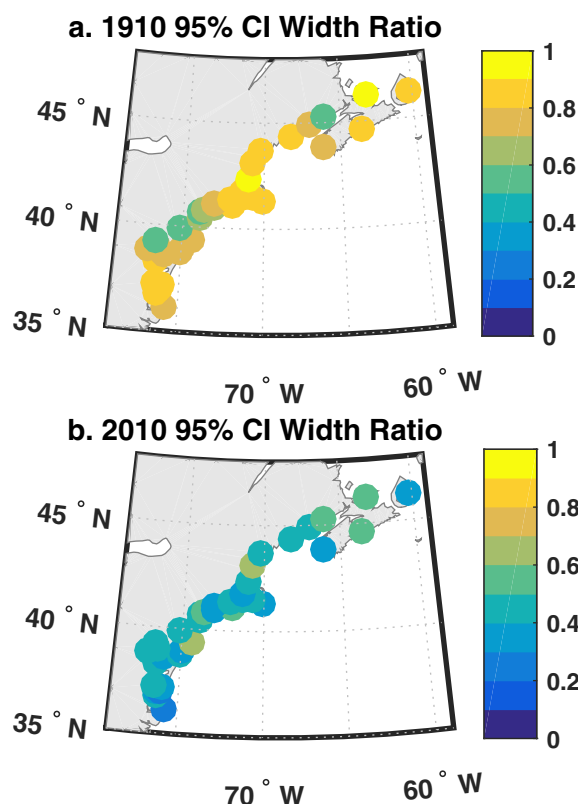 a. 1910 95% CI Width Ratio
45° N
40° N
35° N
70° W
60° W
1
0.8
0.6
0.4
0.2
0
b. 2010 95% CI Width Ratio
45° N
40° N
35° N
70° W
60° W
1
0.8
0.6
0.4
0.2
0